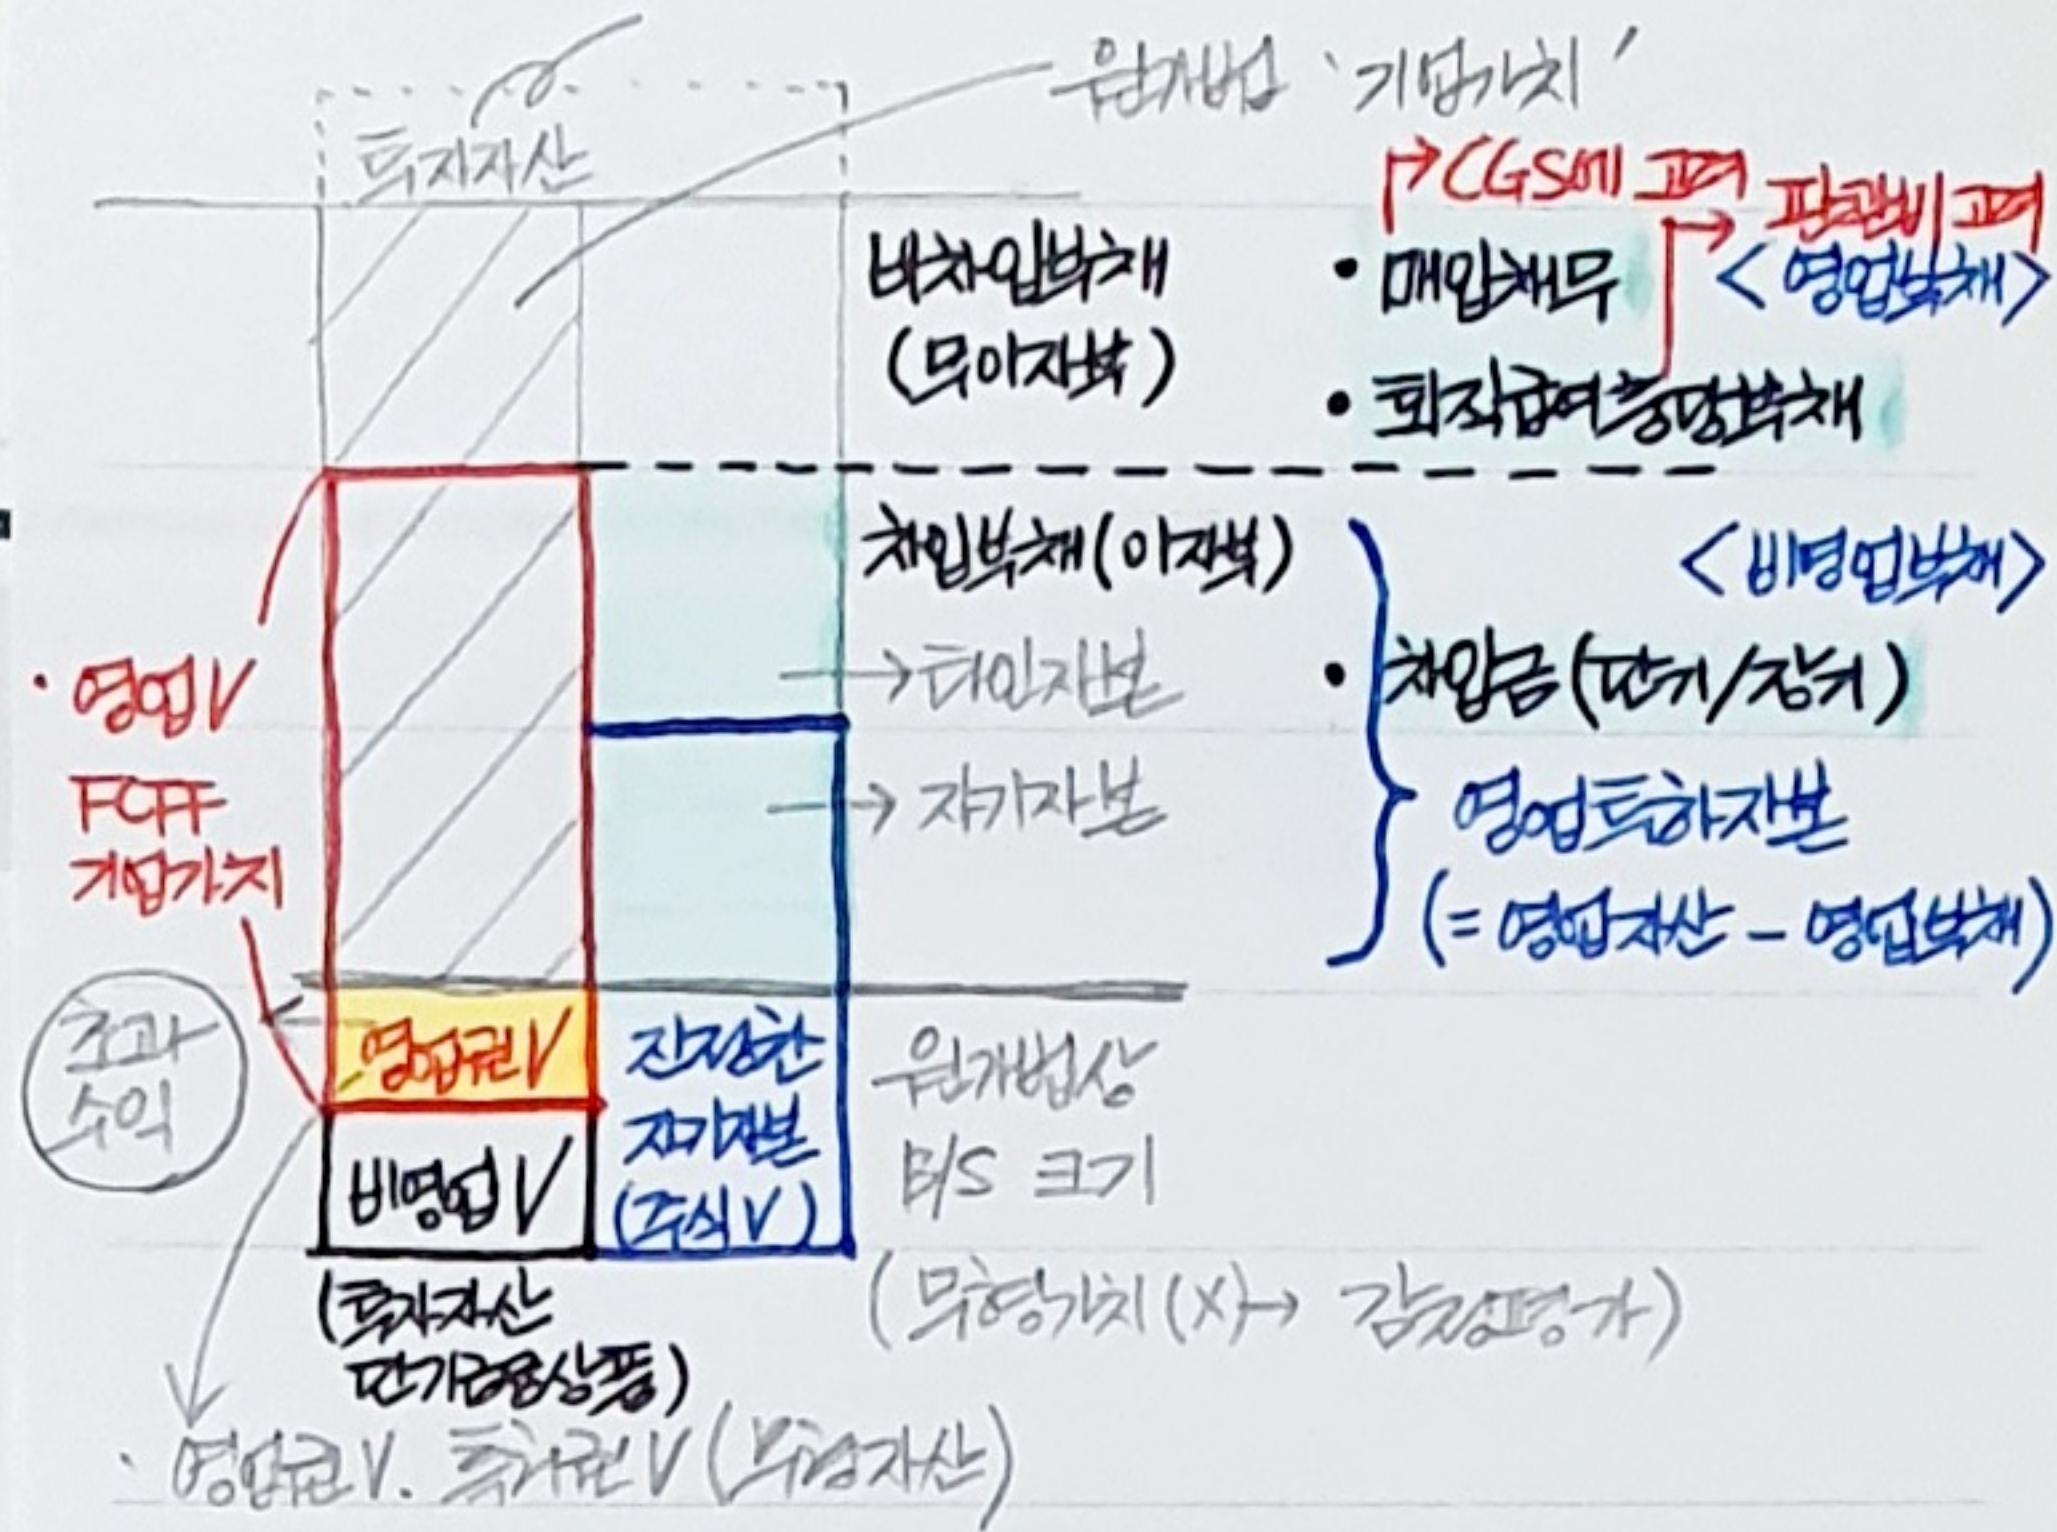 원가법 '기업가치'
투자자산
→CGS에 고려
→ 판관비 고려
비차입부채
(무이자부)
• 매입채무
<영업부채>
• 퇴직급여충당부채
차입부채(이자부)
<비영업부채>
→타인자본
• 차입금(단기/장기)
→ 자기자본
영업투하자본
(= 영업자산 - 영업부채)
• 영업V
FCFF
기업가치
초과
수익
영업권V
진정한
자기자본
(주식V)
비영업V
원가법상
B/S 크기
(무형가치(X)→ 감정평가)
(투자자산
단기금융상품)
• 영업권V. 특허권V (무형자산)